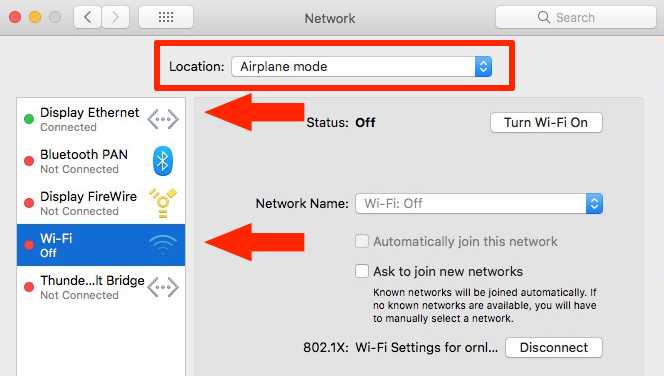 Network
Search
Location: Airplane mode
Display Ethernet
Connected
Bluetooth PAN
Not Connected
Display FireWire
Not Connected
Wi-Fi
Off
Thunde...lt Bridge
Not Connected
Status: Off
Turn Wi-Fi On
Network Name: Wi-Fi: Off
Automatically join this network
Ask to join new networks
Known networks will be joined automatically. If
no known networks are available, you will have
to manually select a network.
802.1X: Wi-Fi Settings for ornl...
Disconnect